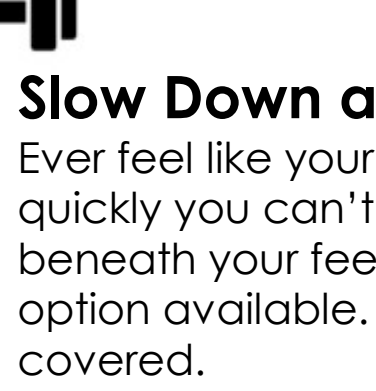 Slow Down a
Ever feel like your
quickly you can’t
beneath your fee
option available.
covered.